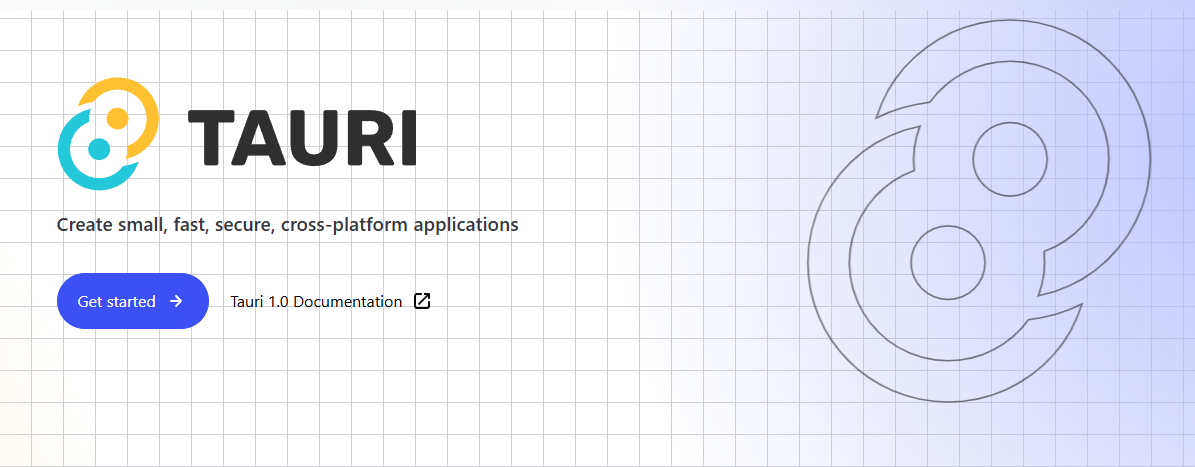 TAURI
Create small, fast, secure, cross-platform applications
Get started
Tauri 1.0 Documentation